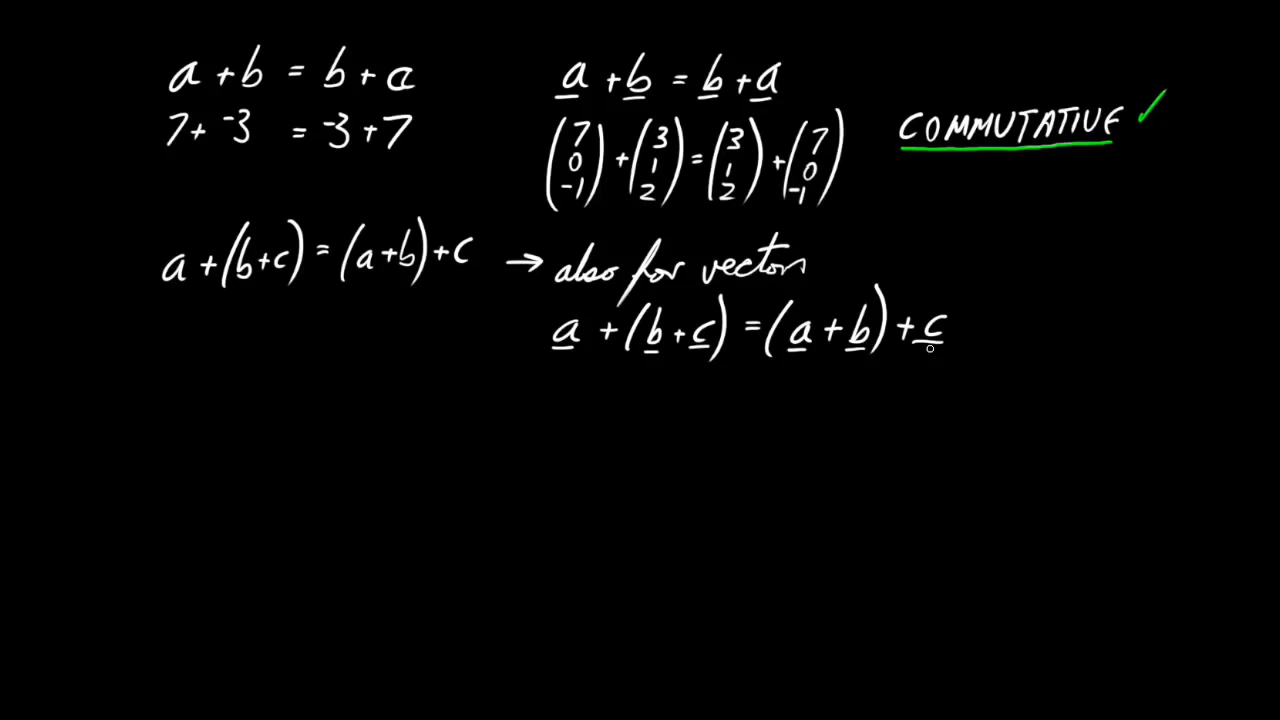 a + b = b + a
7 + -3 = -3 + 7
a + b = b + a
(7 0 -1) + (3 1 2) = (3 1 2) + (7 0 -1)
COMMUTATIVE ✓
a + (b + c) = (a + b) + c → also for vectors
a + (b + c) = (a + b) + c